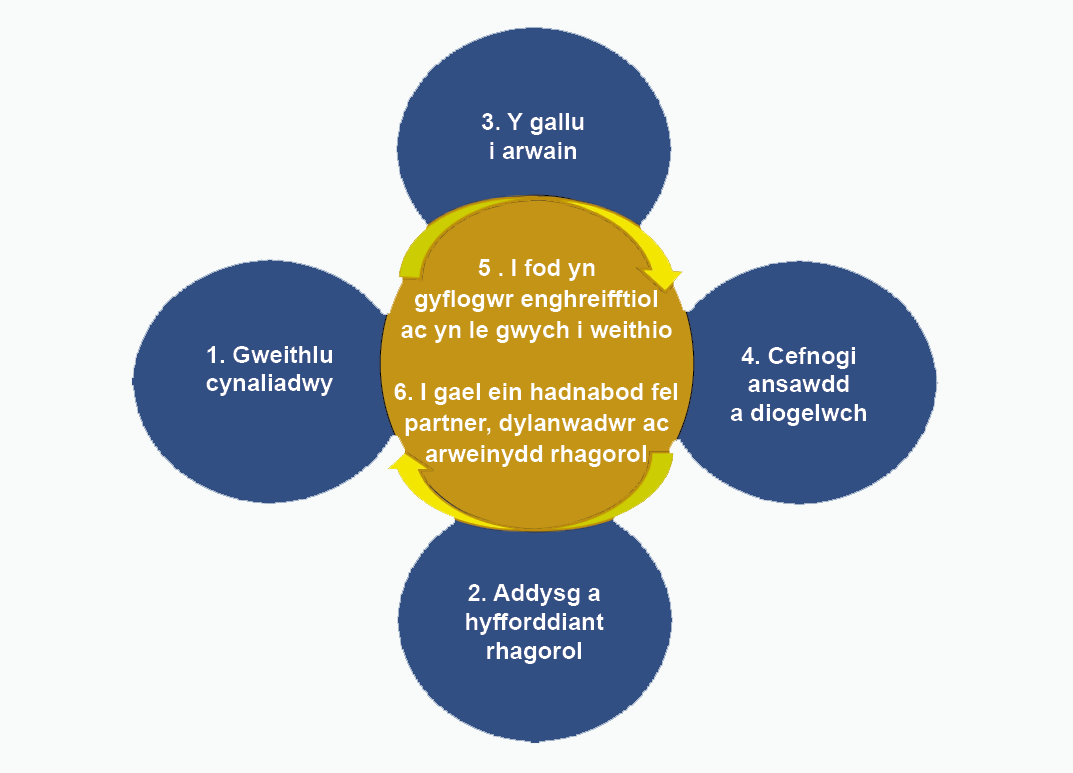 3. Y gallu
i arwain
5 . I fod yn
gyflogwr enghreifftiol
ac yn le gwych i weithio
1. Gweithlu
cynaliadwy
4. Cefnogi
ansawdd
a diogelwch
6. I gael ein hadnabod fel
partner, dylanwadwr ac
arweinydd rhagorol
2. Addysg a
hyfforddiant
rhagorol